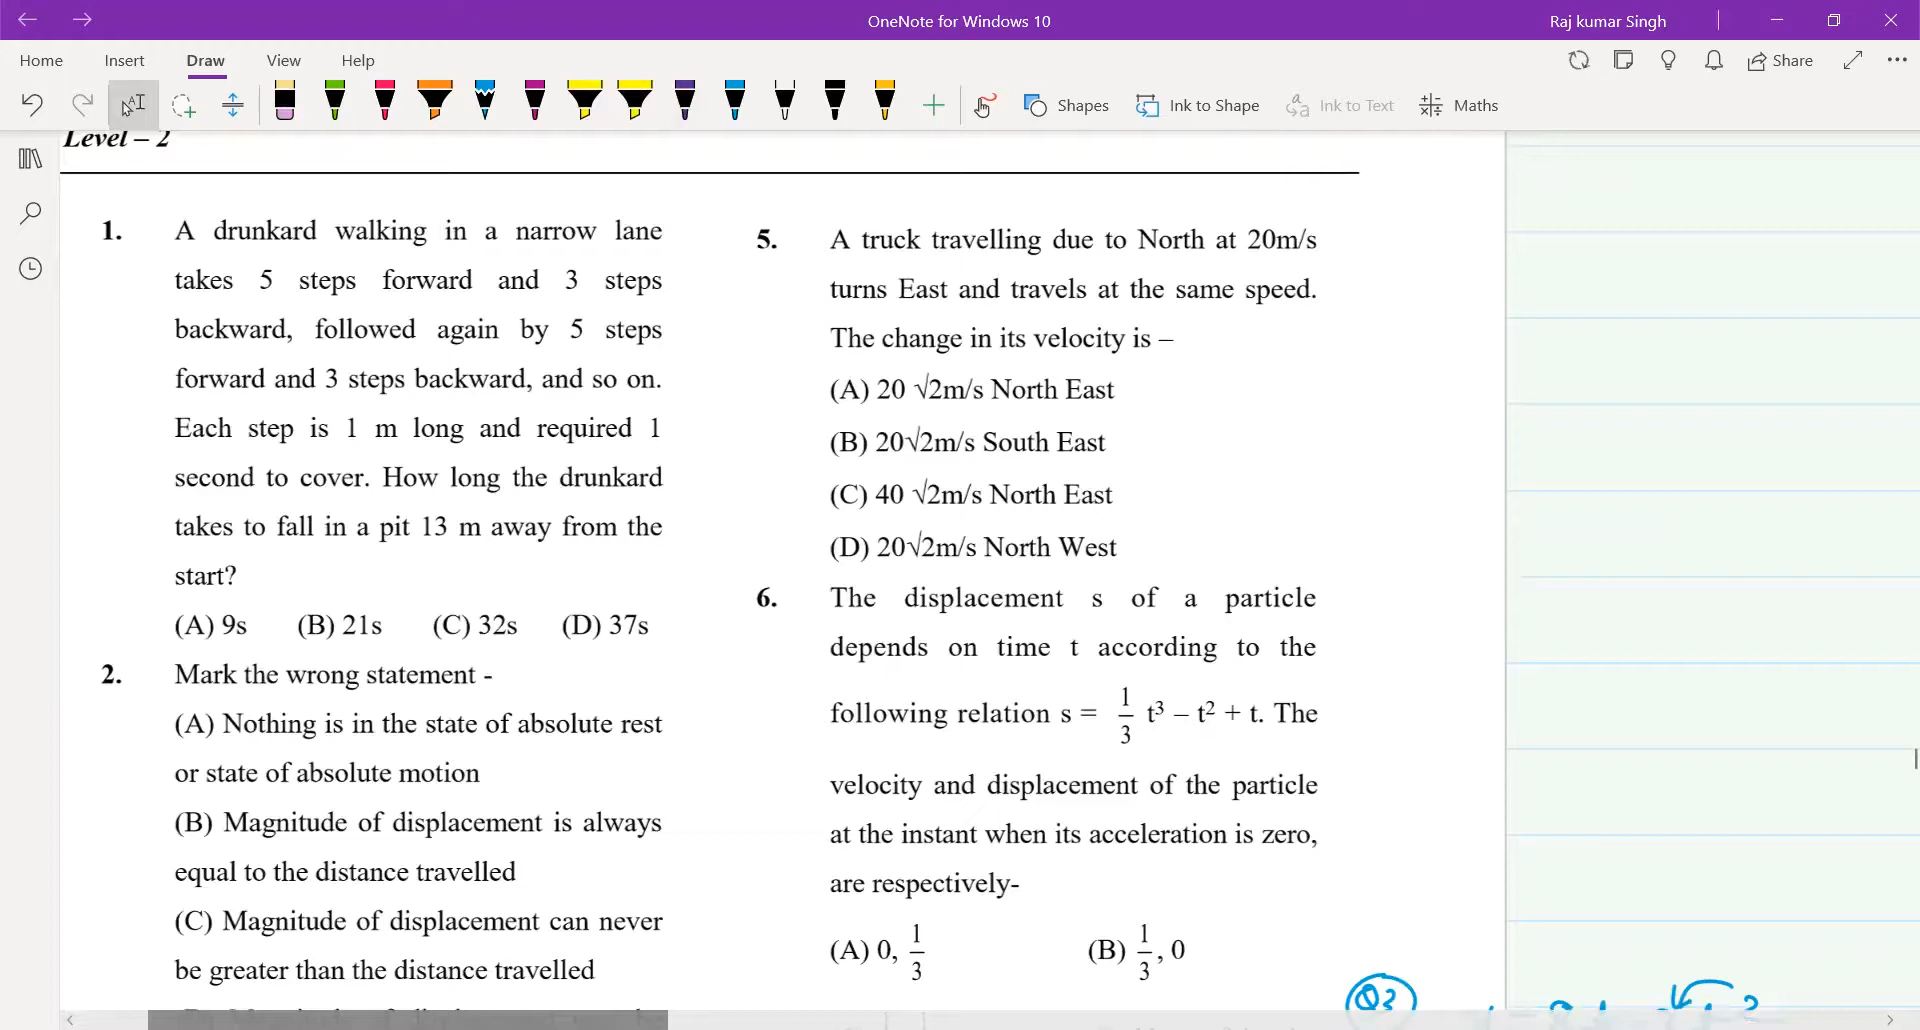 OneNote for Windows 10
Raj kumar Singh
Home Insert Draw View Help
Share
Shapes
Ink to Shape
Ink to Text
Maths
Level – 2
1. A drunkard walking in a narrow lane
takes 5 steps forward and 3 steps
backward, followed again by 5 steps
forward and 3 steps backward, and so on.
Each step is 1 m long and required 1
second to cover. How long the drunkard
takes to fall in a pit 13 m away from the
start?
(A) 9s (B) 21s (C) 32s (D) 37s
2. Mark the wrong statement -
(A) Nothing is in the state of absolute rest
or state of absolute motion
(B) Magnitude of displacement is always
equal to the distance travelled
(C) Magnitude of displacement can never
be greater than the distance travelled
5. A truck travelling due to North at 20m/s
turns East and travels at the same speed.
The change in its velocity is –
(A) 20 √2m/s North East
(B) 20√2m/s South East
(C) 40 √2m/s North East
(D) 20√2m/s North West
6. The displacement s of a particle
depends on time t according to the
following relation s = 1/3 t³ – t² + t. The
velocity and displacement of the particle
at the instant when its acceleration is zero,
are respectively-
(A) 0, 1/3 (B) 1/3, 0
Q3